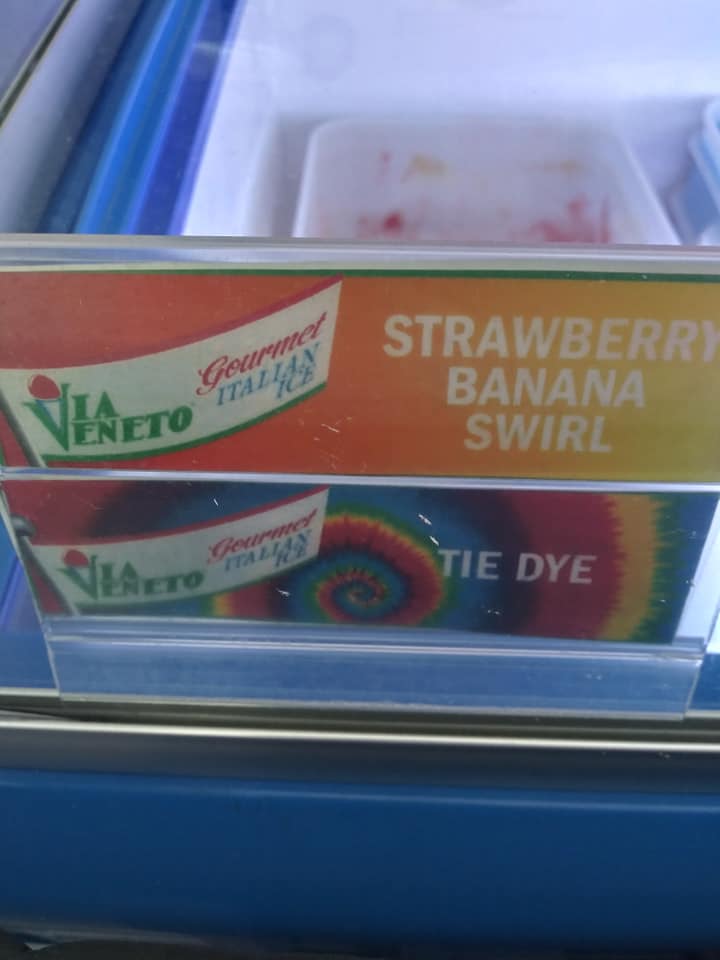 VIA
VENETO
Gourmet
ITALIAN
ICE
STRAWBERRY
BANANA
SWIRL
VIA
VENETO
Gourmet
ITALIAN
ICE
TIE DYE